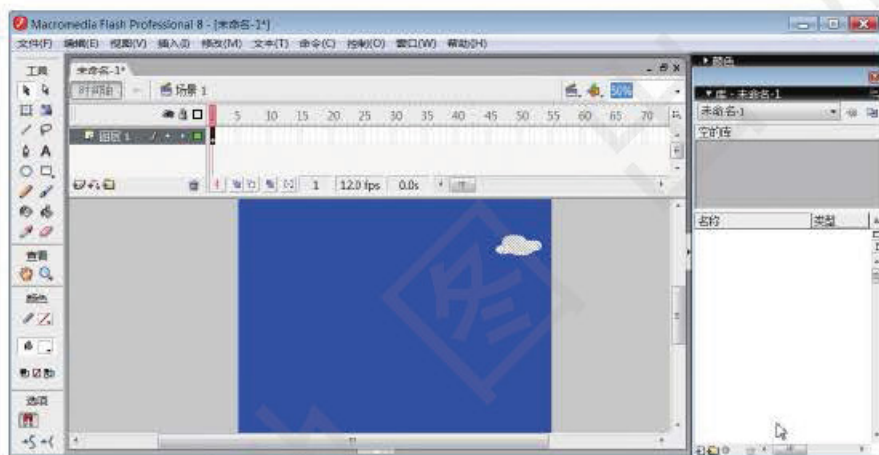 Macromedia Flash Professional 8 - [未命名-1*]
文件(F) 编辑(E) 视图(V) 插入(I) 修改(M) 文本(T) 命令(C) 控制(O) 窗口(W) 帮助(H)
工具
查看
颜色
选项
未命名-1*
时间轴
场景 1
50%
5 10 15 20 25 30 35 40 45 50 55 60 65 70
图层 1
1 12.0 fps 0.0s
颜色
库 - 未命名-1
未命名-1
空的库
名称 类型
图